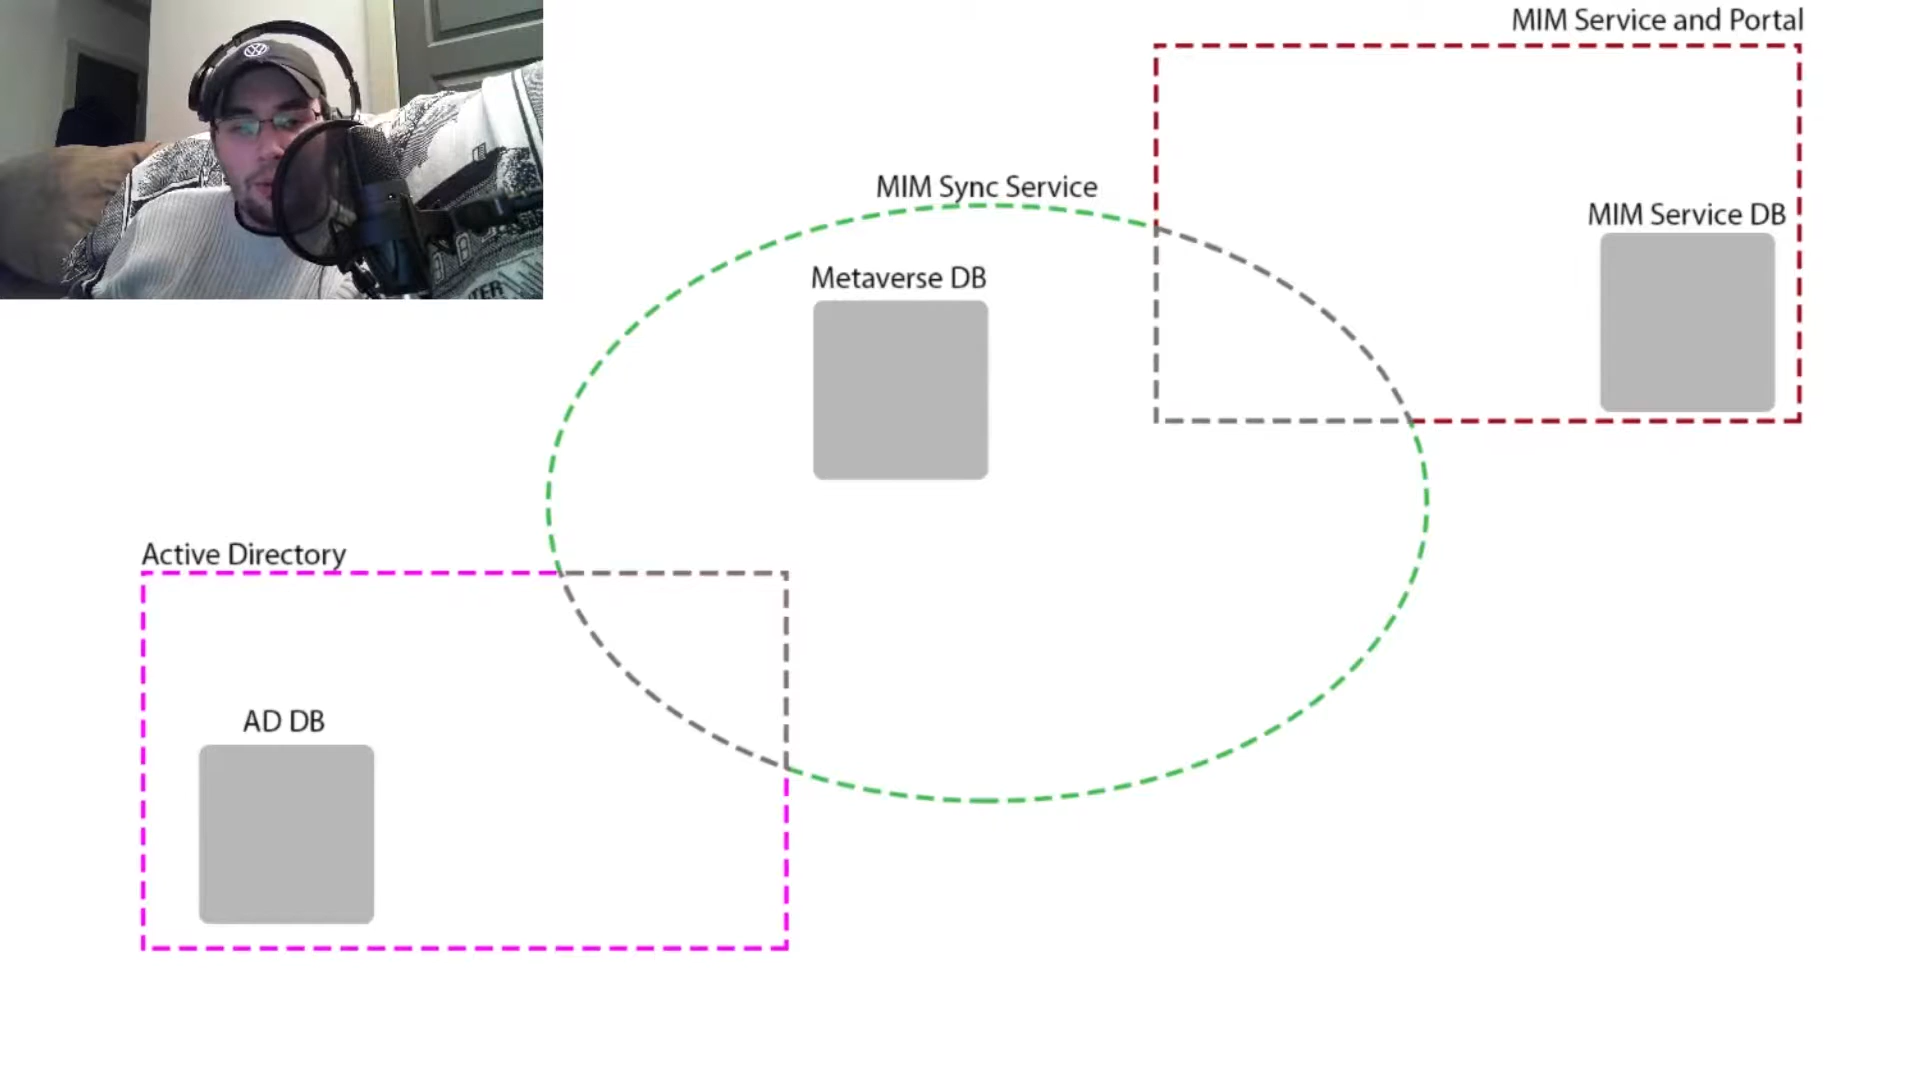 MIM Service and Portal
MIM Sync Service
MIM Service DB
Metaverse DB
Active Directory
AD DB